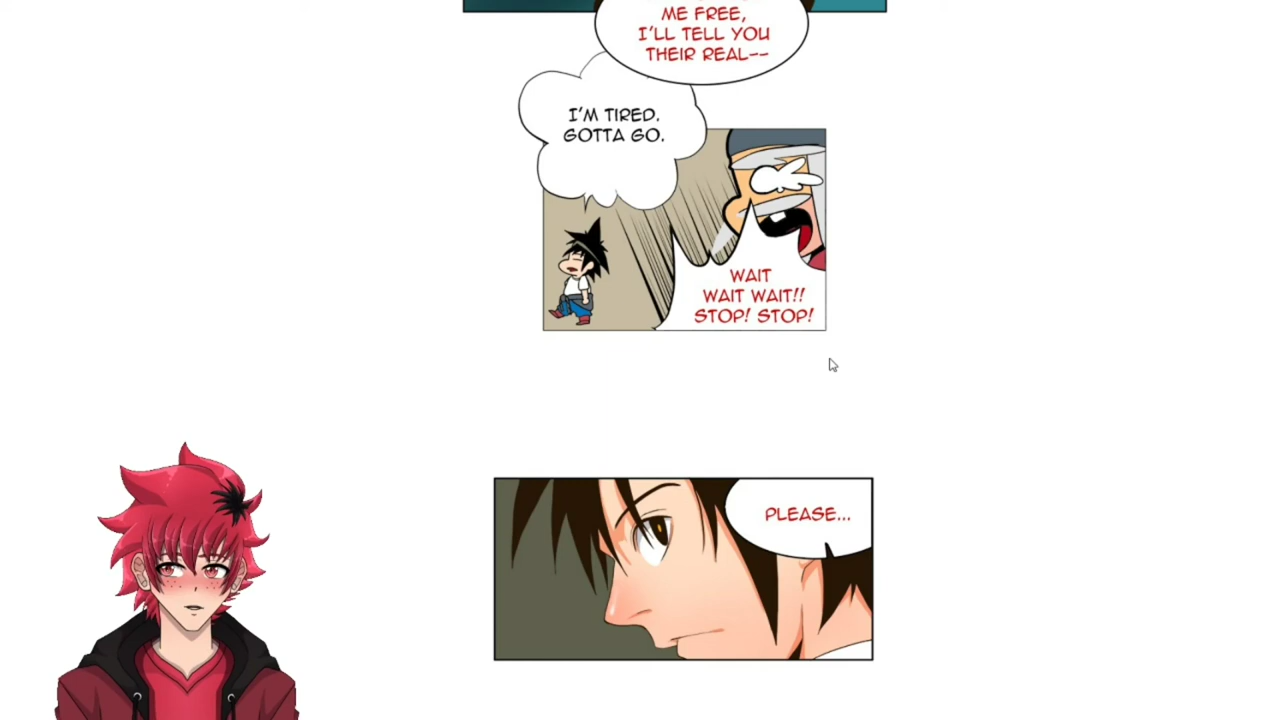 ME FREE,
I'LL TELL YOU
THEIR REAL--
I'M TIRED.
GOTTA GO.
WAIT
WAIT WAIT!!
STOP! STOP!
PLEASE...